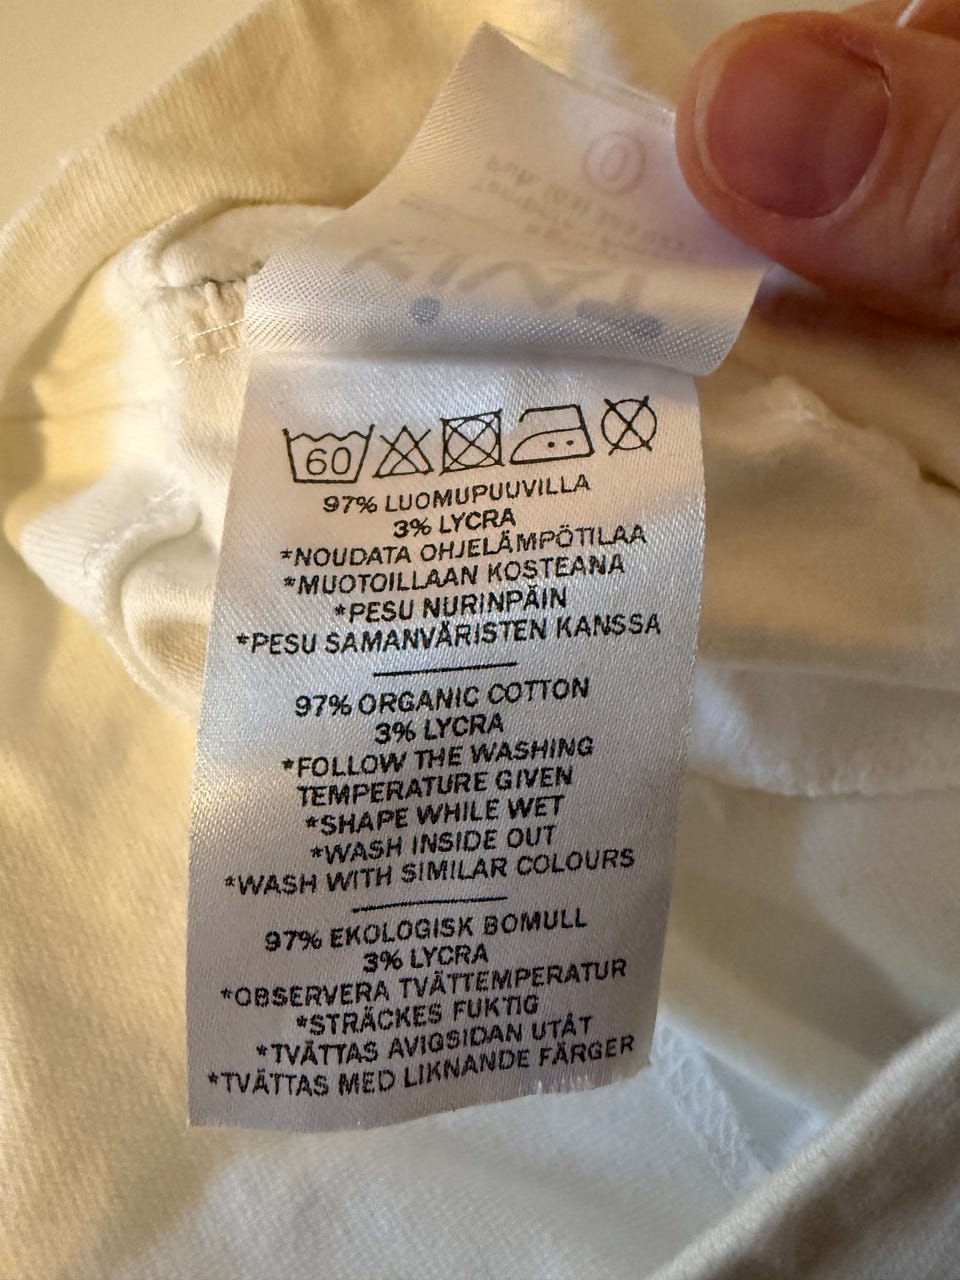 60
97% LUOMUPUUVILLA
3% LYCRA
*NOUDATA OHJELÄMPÖTILAA
*MUOTOILLAAN KOSTEANA
*PESU NURINPÄIN
*PESU SAMANVÄRISTEN KANSSA
97% ORGANIC COTTON
3% LYCRA
*FOLLOW THE WASHING
TEMPERATURE GIVEN
*SHAPE WHILE WET
*WASH INSIDE OUT
*WASH WITH SIMILAR COLOURS
97% EKOLOGISK BOMULL
3% LYCRA
*OBSERVERA TVÄTTEMPERATUR
*STRÄCKES FUKTIG
*TVÄTTAS AVIGSIDAN UTÅT
*TVÄTTAS MED LIKNANDE FÄRGER